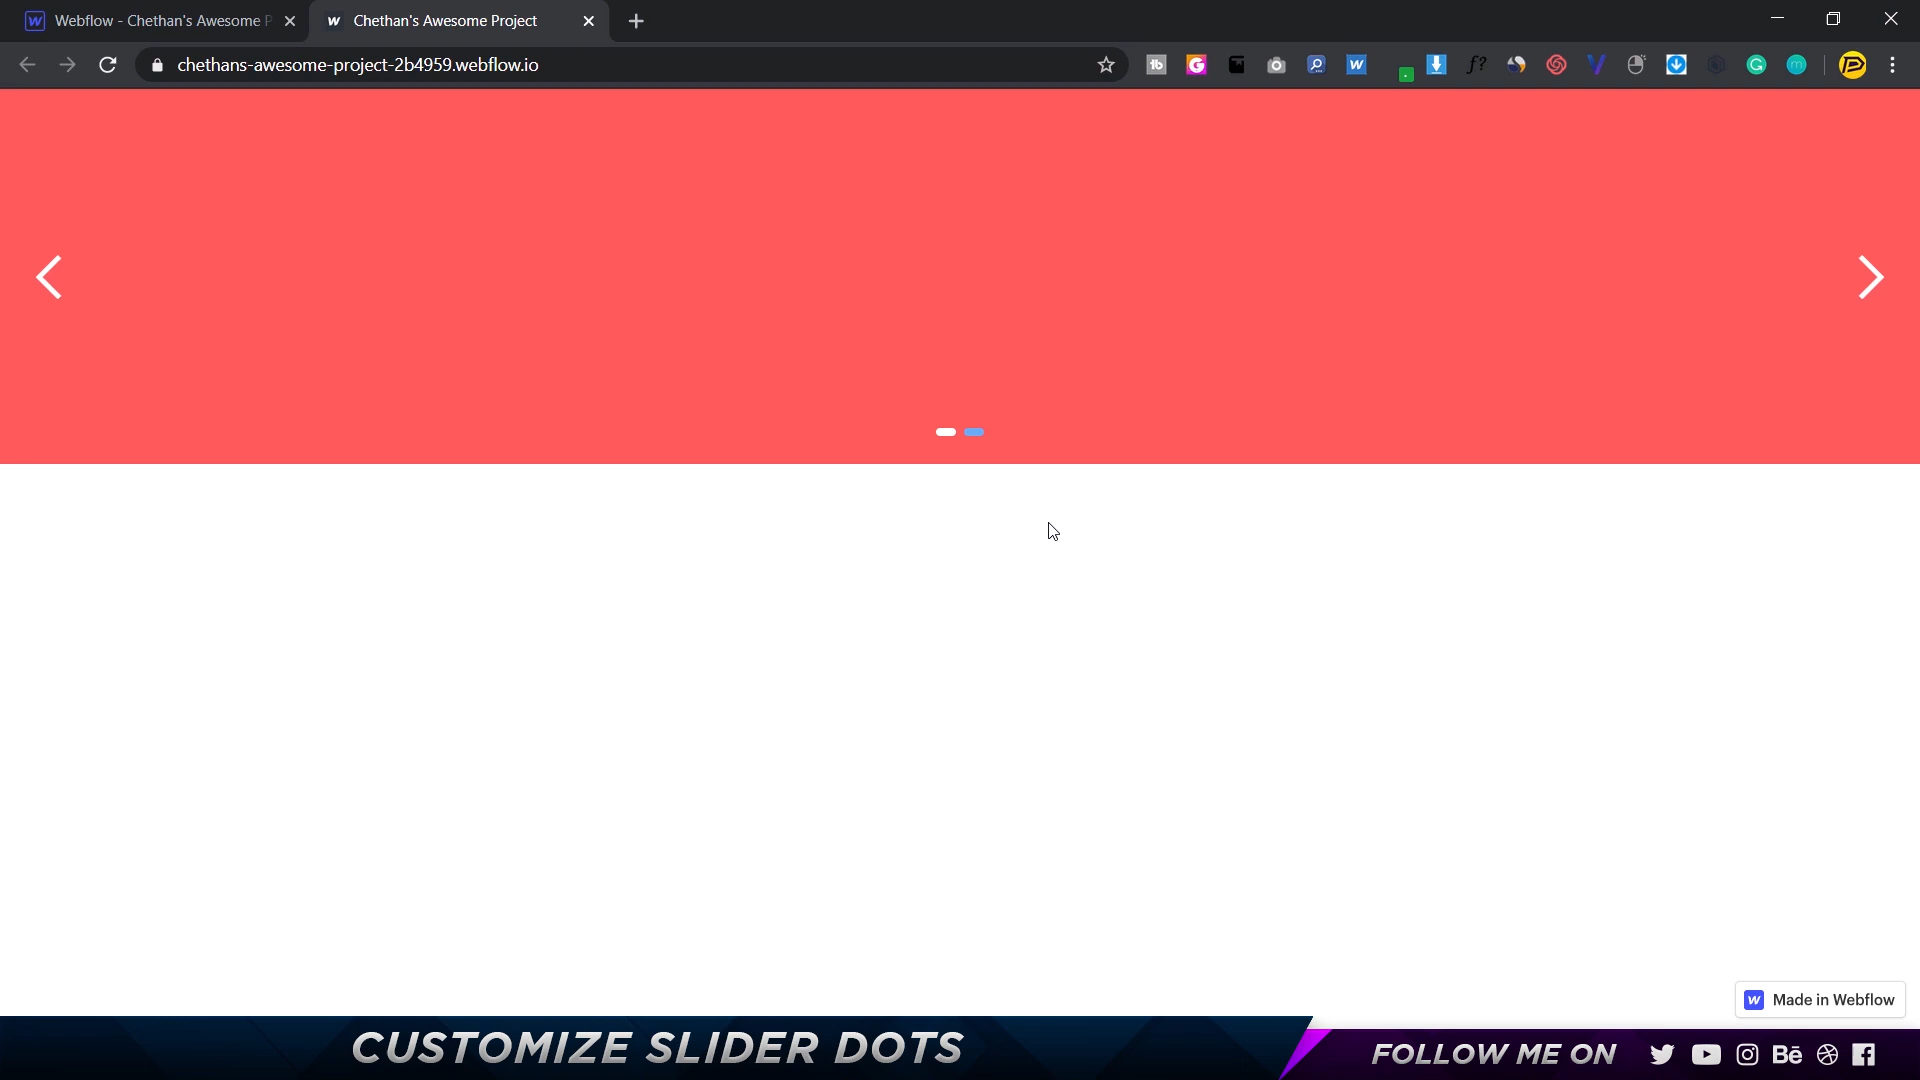 Webflow - Chethan's Awesome P
Chethan's Awesome Project
chethans-awesome-project-2b4959.webflow.io
Made in Webflow
CUSTOMIZE SLIDER DOTS
FOLLOW ME ON